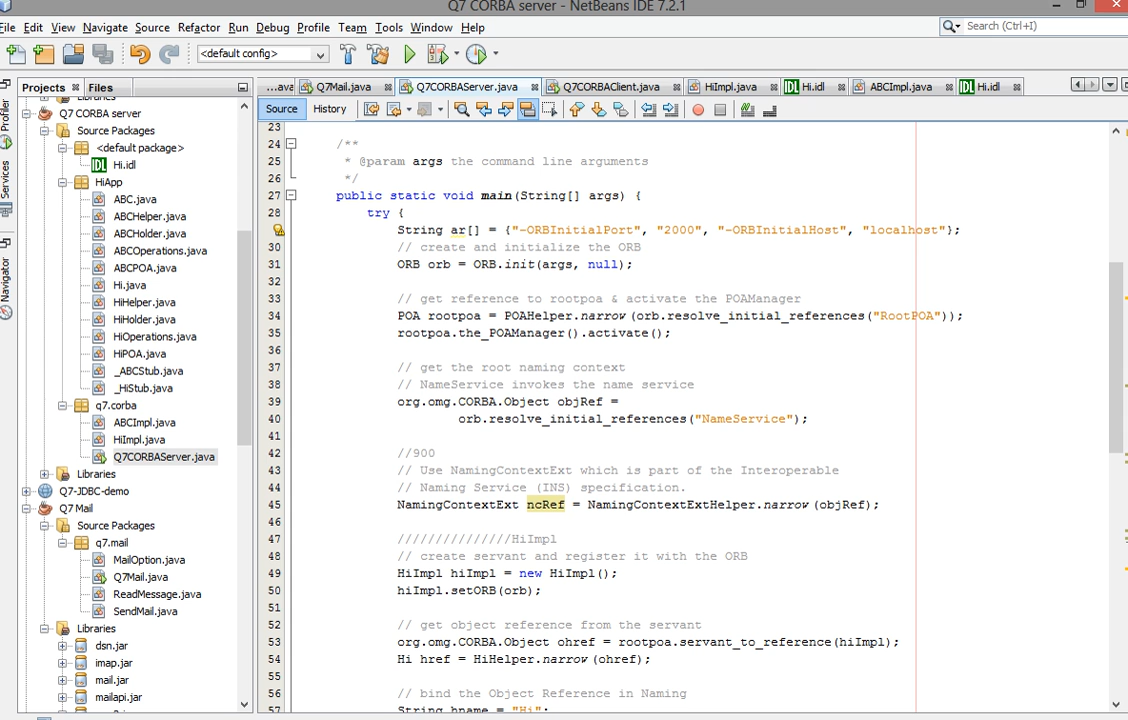 Q7 CORBA server - NetBeans IDE 7.2.1
File Edit View Navigate Source Refactor Run Debug Profile Team Tools Window Help
Search (Ctrl+I)
<default config>
Projects Files
...ava Q7Mail.java Q7CORBAServer.java Q7CORBAClient.java HiImpl.java IDL Hi.idl ABCImpl.java IDL Hi.idl
Source History
Profiler
Services
Navigator
Libraries
Q7 CORBA server
Source Packages
<default package>
IDL Hi.idl
HiApp
ABC.java
ABCHelper.java
ABCHolder.java
ABCOperations.java
ABCPOA.java
Hi.java
HiHelper.java
HiHolder.java
HiOperations.java
HiPOA.java
_ABCStub.java
_HiStub.java
q7.corba
ABCImpl.java
HiImpl.java
Q7CORBAServer.java
Libraries
Q7-JDBC-demo
Q7 Mail
Source Packages
q7.mail
MailOption.java
Q7Mail.java
ReadMessage.java
SendMail.java
Libraries
dsn.jar
imap.jar
mail.jar
mailapi.jar
23
24 /**
25 * @param args the command line arguments
26 */
27 public static void main(String[] args) {
28 try {
String ar[] = {"-ORBInitialPort", "2000", "-ORBInitialHost", "localhost"};
30 // create and initialize the ORB
31 ORB orb = ORB.init(args, null);
32
33 // get reference to rootpoa & activate the POAManager
34 POA rootpoa = POAHelper.narrow(orb.resolve_initial_references("RootPOA"));
35 rootpoa.the_POAManager().activate();
36
37 // get the root naming context
38 // NameService invokes the name service
39 org.omg.CORBA.Object objRef =
40 orb.resolve_initial_references("NameService");
41
42 //900
43 // Use NamingContextExt which is part of the Interoperable
44 // Naming Service (INS) specification.
45 NamingContextExt ncRef = NamingContextExtHelper.narrow(objRef);
46
47 ///////////////HiImpl
48 // create servant and register it with the ORB
49 HiImpl hiImpl = new HiImpl();
50 hiImpl.setORB(orb);
51
52 // get object reference from the servant
53 org.omg.CORBA.Object ohref = rootpoa.servant_to_reference(hiImpl);
54 Hi href = HiHelper.narrow(ohref);
55
56 // bind the Object Reference in Naming
57 String hname = "Hi";